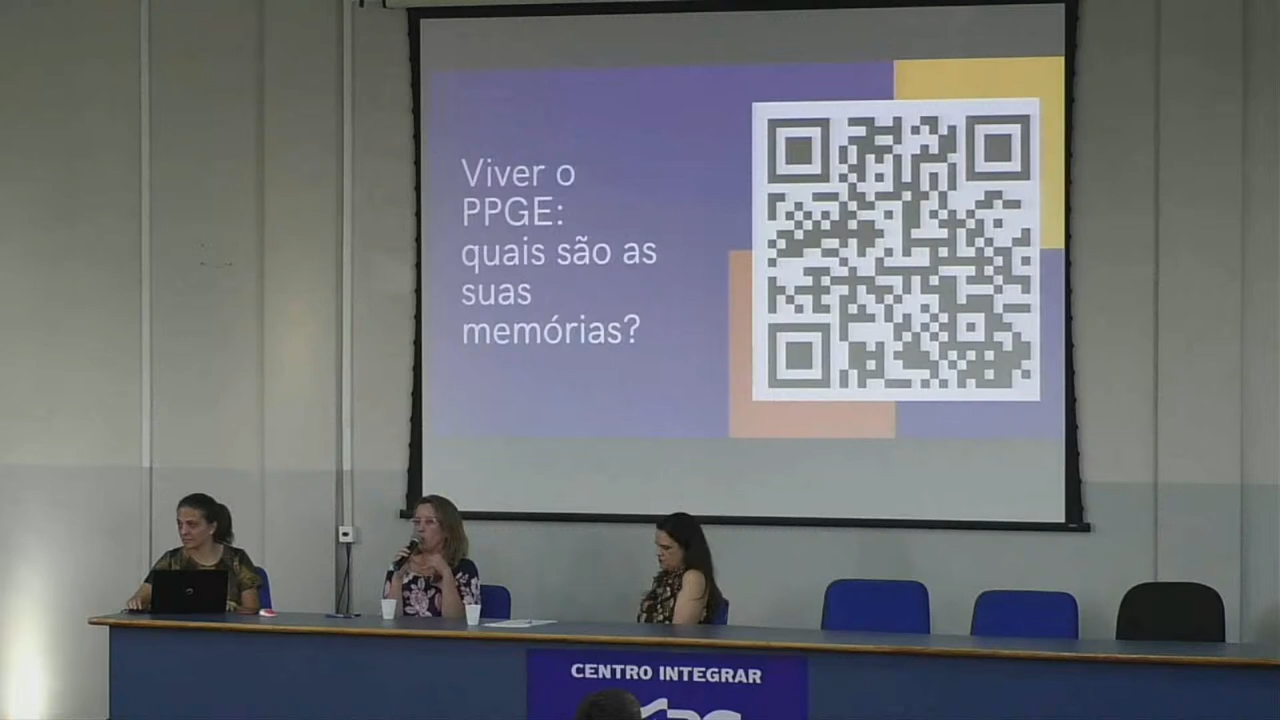 Viver o
PPGE:
quais são as
suas
memórias?
CENTRO INTEGRAR